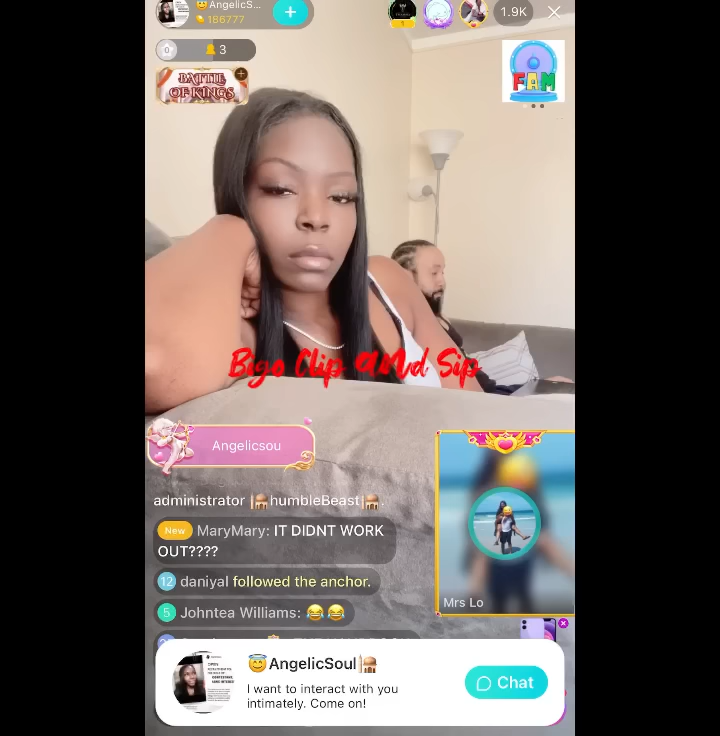 😇AngelicS...
186777
1.9K
3
BATTLE
OF KINGS
FAM
Bigo Clip and Sip
Angelicsou
administrator 🕌humbleBeast🕌.
New MaryMary: IT DIDNT WORK
OUT????
12 daniyal followed the anchor.
5 Johntea Williams: 😂😂
Mrs Lo
😇AngelicSoul🕌
I want to interact with you
intimately. Come on!
Chat